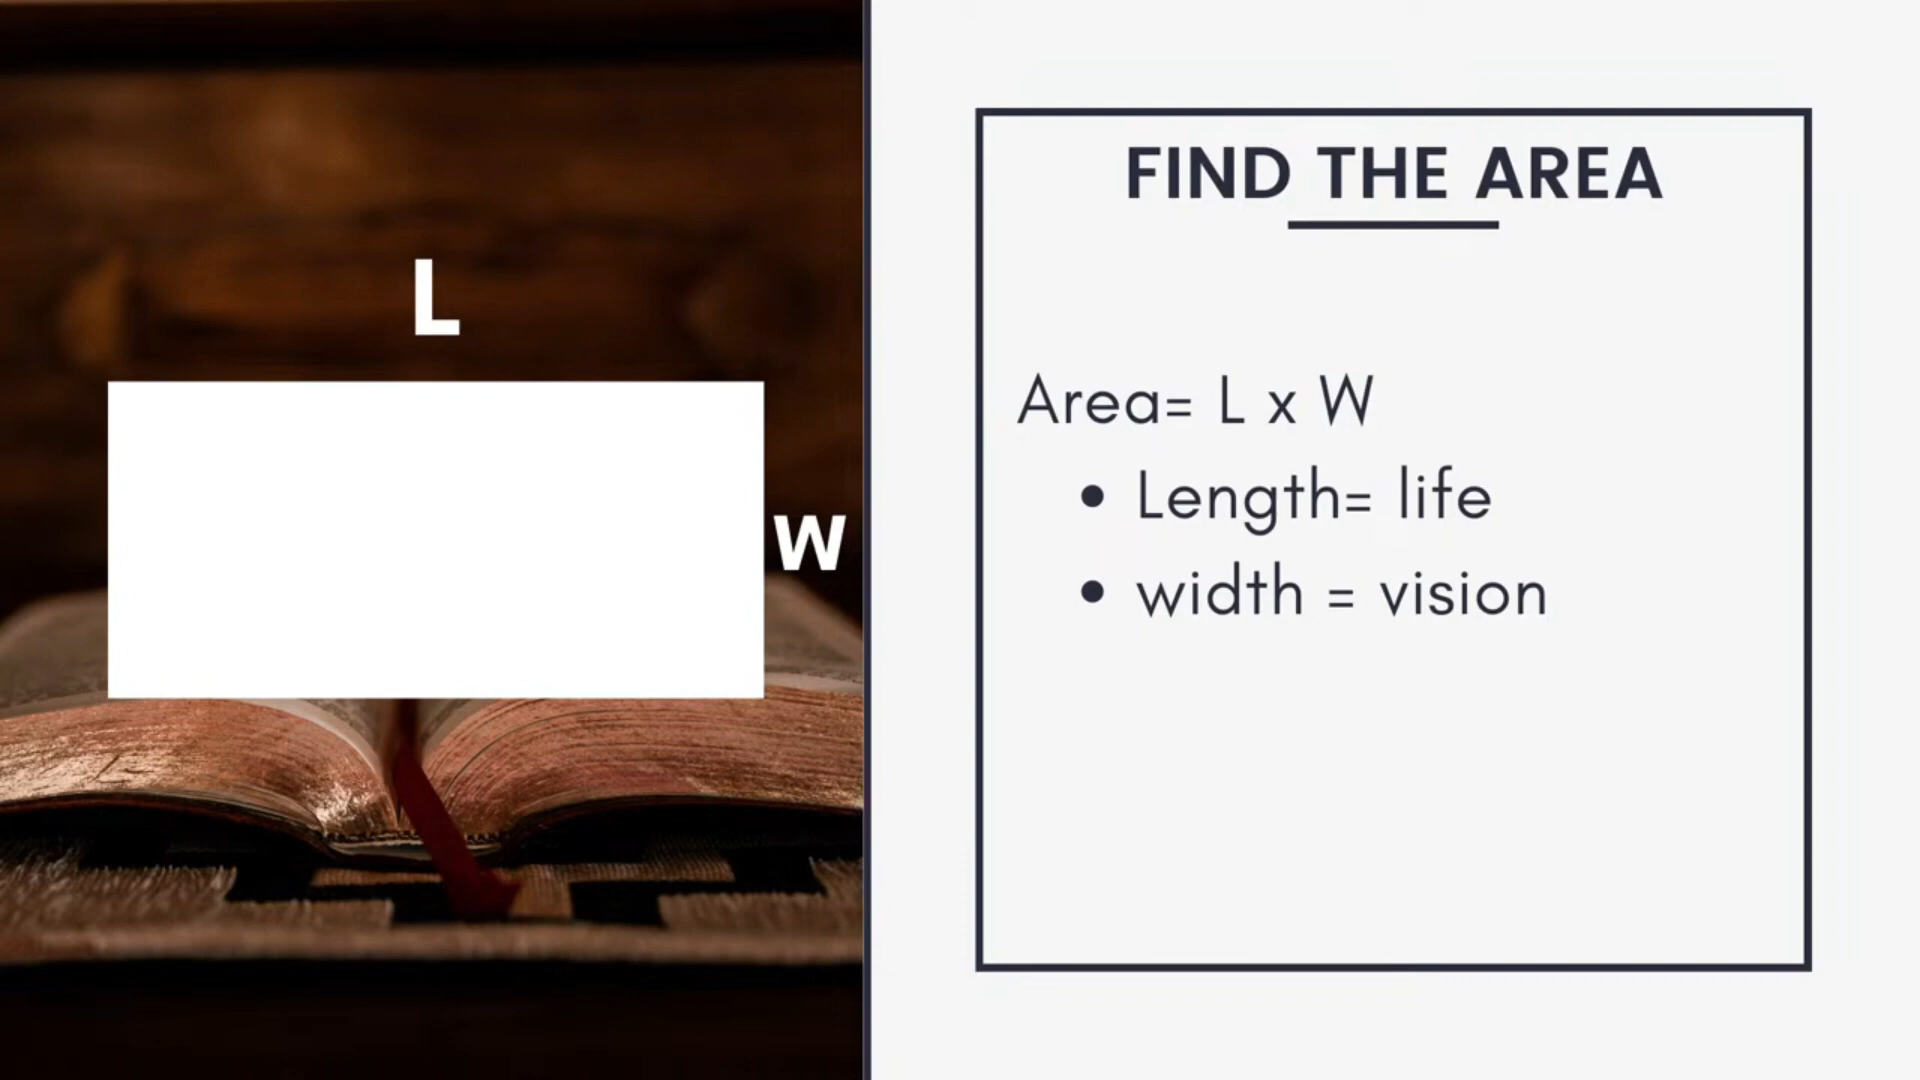 L
W
FIND THE AREA
Area= L x W
• Length= life
• width = vision